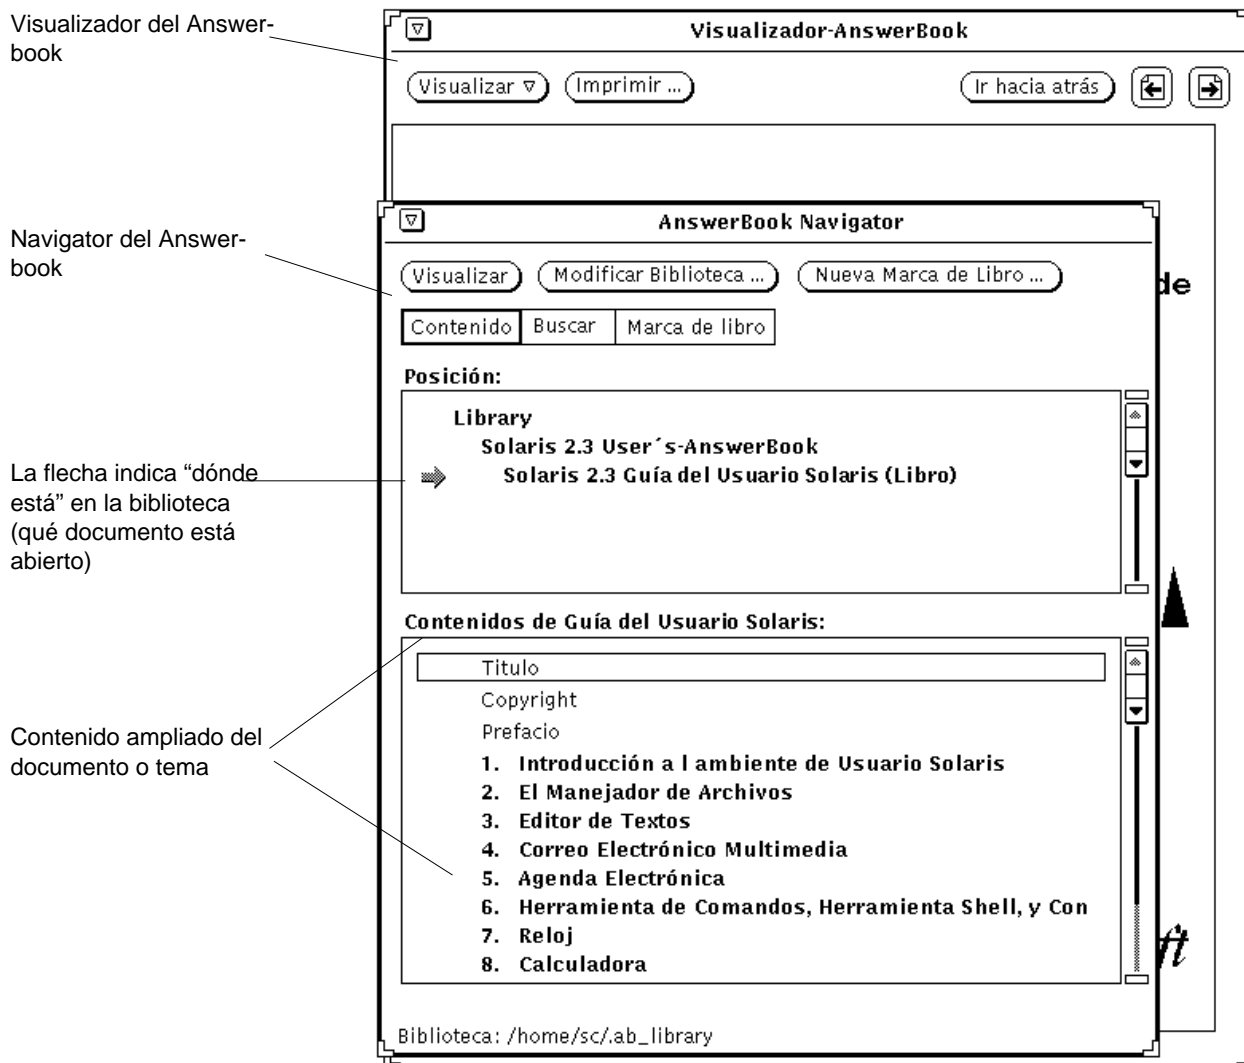 Visualizador del Answer-
book
Visualizador-AnswerBook
Visualizar
Imprimir ...
Ir hacia atrás
Navigator del Answer-
book
AnswerBook Navigator
Visualizar
Modificar Biblioteca ...
Nueva Marca de Libro ...
de
Contenido
Buscar
Marca de libro
Posición:
Library
Solaris 2.3 User´s-AnswerBook
Solaris 2.3 Guía del Usuario Solaris (Libro)
La flecha indica “dónde
está” en la biblioteca
(qué documento está
abierto)
Contenidos de Guía del Usuario Solaris:
Titulo
Copyright
Prefacio
Contenido ampliado del
documento o tema
1. Introducción a l ambiente de Usuario Solaris
2. El Manejador de Archivos
3. Editor de Textos
4. Correo Electrónico Multimedia
5. Agenda Electrónica
6. Herramienta de Comandos, Herramienta Shell, y Con
7. Reloj
8. Calculadora
ft
Biblioteca: /home/sc/.ab_library